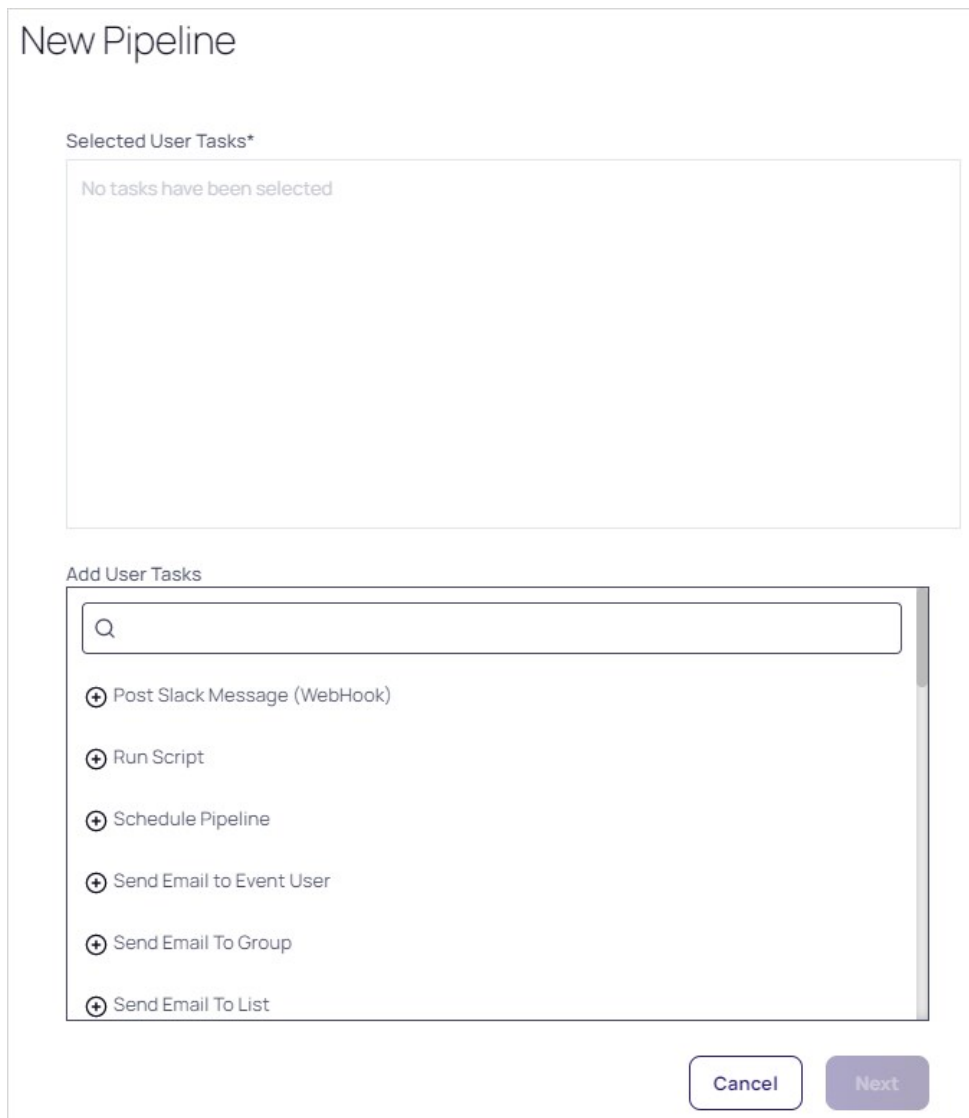 New Pipeline
Selected User Tasks*
No tasks have been selected
Add User Tasks
Post Slack Message (WebHook)
Run Script
Schedule Pipeline
Send Email to Event User
Send Email To Group
Send Email To List
Cancel
Next